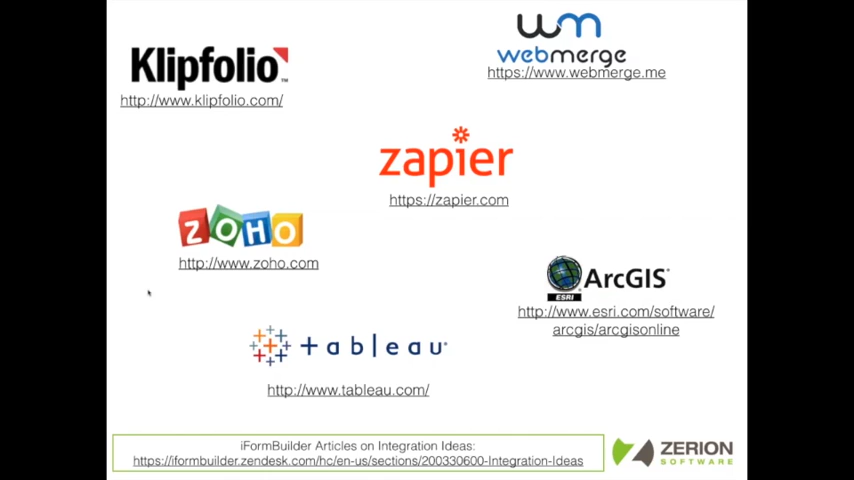 Klipfolio™
http://www.klipfolio.com/
wm
webmerge
https://www.webmerge.me
zapier
https://zapier.com
ZOHO
http://www.zoho.com
ESRI
ArcGIS®
http://www.esri.com/software/
arcgis/arcgisonline
+ a b l e a u®
http://www.tableau.com/
iFormBuilder Articles on Integration Ideas:
https://iformbuilder.zendesk.com/hc/en-us/sections/200330600-Integration-Ideas
ZERION
SOFTWARE